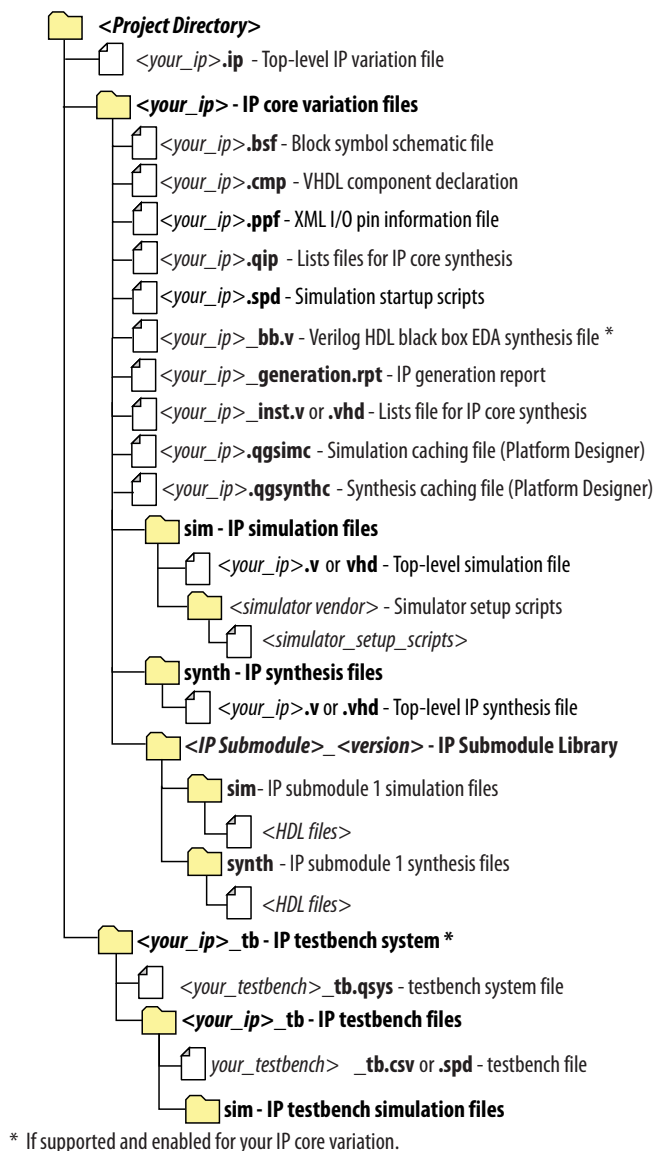 <Project Directory>
<your_ip>.ip - Top-level IP variation file
<your_ip> - IP core variation files
<your_ip>.bsf - Block symbol schematic file
<your_ip>.cmp - VHDL component declaration
<your_ip>.ppf - XML I/O pin information file
<your_ip>.qip - Lists files for IP core synthesis
<your_ip>.spd - Simulation startup scripts
<your_ip>_bb.v - Verilog HDL black box EDA synthesis file *
<your_ip>_generation.rpt - IP generation report
<your_ip>_inst.v or .vhd - Lists file for IP core synthesis
<your_ip>.qgsimc - Simulation caching file (Platform Designer)
<your_ip>.qgsynthc - Synthesis caching file (Platform Designer)
sim - IP simulation files
<your_ip>.v or vhd - Top-level simulation file
<simulator vendor> - Simulator setup scripts
<simulator_setup_scripts>
synth - IP synthesis files
<your_ip>.v or .vhd - Top-level IP synthesis file
<IP Submodule>_<version> - IP Submodule Library
sim- IP submodule 1 simulation files
<HDL files>
synth - IP submodule 1 synthesis files
<HDL files>
<your_ip>_tb - IP testbench system *
<your_testbench>_tb.qsys - testbench system file
<your_ip>_tb - IP testbench files
your_testbench> _tb.csv or .spd - testbench file
sim - IP testbench simulation files
* If supported and enabled for your IP core variation.